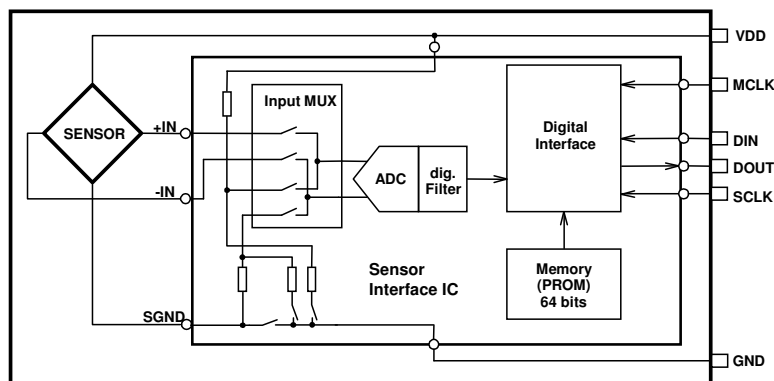 VDD
MCLK
Input MUX
SENSOR
+IN
Digital
Interface
DIN
DOUT
-IN
ADC
dig.
Filter
SCLK
Sensor
Interface IC
Memory
(PROM)
64 bits
SGND
GND